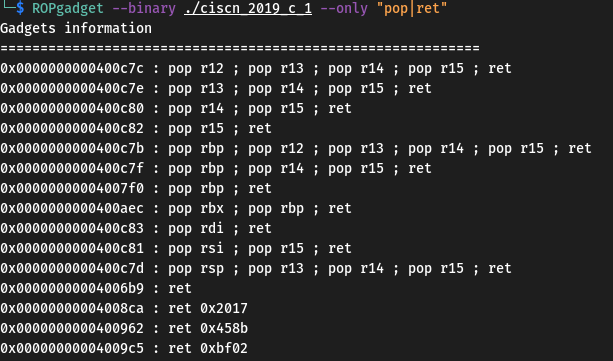 $ ROPgadget --binary ./ciscn_2019_c_1 --only "pop|ret"
Gadgets information
============================================================
0x0000000000400c7c : pop r12 ; pop r13 ; pop r14 ; pop r15 ; ret
0x0000000000400c7e : pop r13 ; pop r14 ; pop r15 ; ret
0x0000000000400c80 : pop r14 ; pop r15 ; ret
0x0000000000400c82 : pop r15 ; ret
0x0000000000400c7b : pop rbp ; pop r12 ; pop r13 ; pop r14 ; pop r15 ; ret
0x0000000000400c7f : pop rbp ; pop r14 ; pop r15 ; ret
0x00000000004007f0 : pop rbp ; ret
0x0000000000400aec : pop rbx ; pop rbp ; ret
0x0000000000400c83 : pop rdi ; ret
0x0000000000400c81 : pop rsi ; pop r15 ; ret
0x0000000000400c7d : pop rsp ; pop r13 ; pop r14 ; pop r15 ; ret
0x00000000004006b9 : ret
0x00000000004008ca : ret 0x2017
0x0000000000400962 : ret 0x458b
0x00000000004009c5 : ret 0xbf02